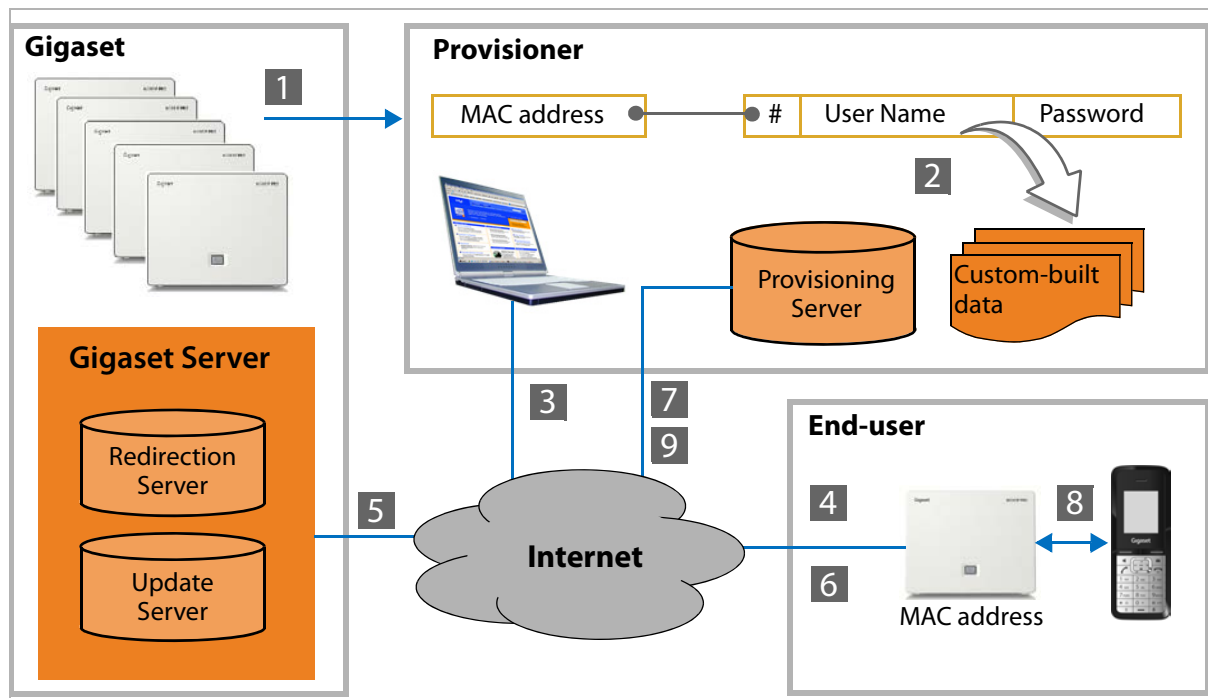 Gigaset
1
Provisioner
MAC address
#
User Name
Password
2
Provisioning
Server
Custom-built
data
Gigaset Server
Redirection
Server
Update
Server
3
7
9
5
Internet
End-user
4
6
8
Gigaset
Gigaset
MAC address